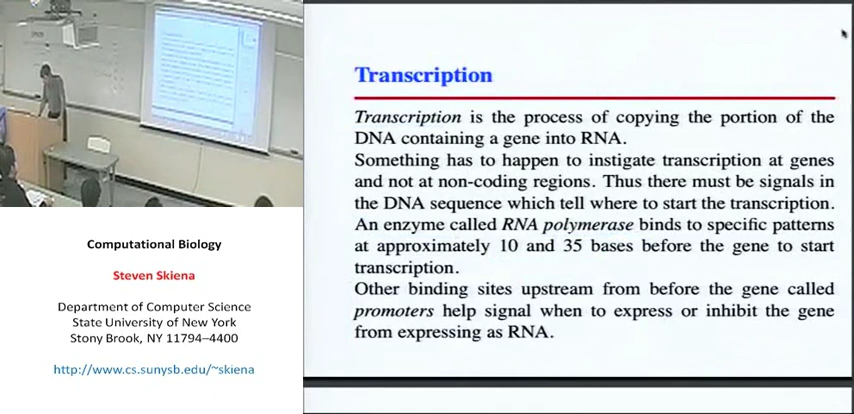 Computational Biology
Steven Skiena
Department of Computer Science
State University of New York
Stony Brook, NY 11794–4400
http://www.cs.sunysb.edu/~skiena
Transcription
Transcription is the process of copying the portion of the
DNA containing a gene into RNA.
Something has to happen to instigate transcription at genes
and not at non-coding regions. Thus there must be signals in
the DNA sequence which tell where to start the transcription.
An enzyme called RNA polymerase binds to specific patterns
at approximately 10 and 35 bases before the gene to start
transcription.
Other binding sites upstream from before the gene called
promoters help signal when to express or inhibit the gene
from expressing as RNA.